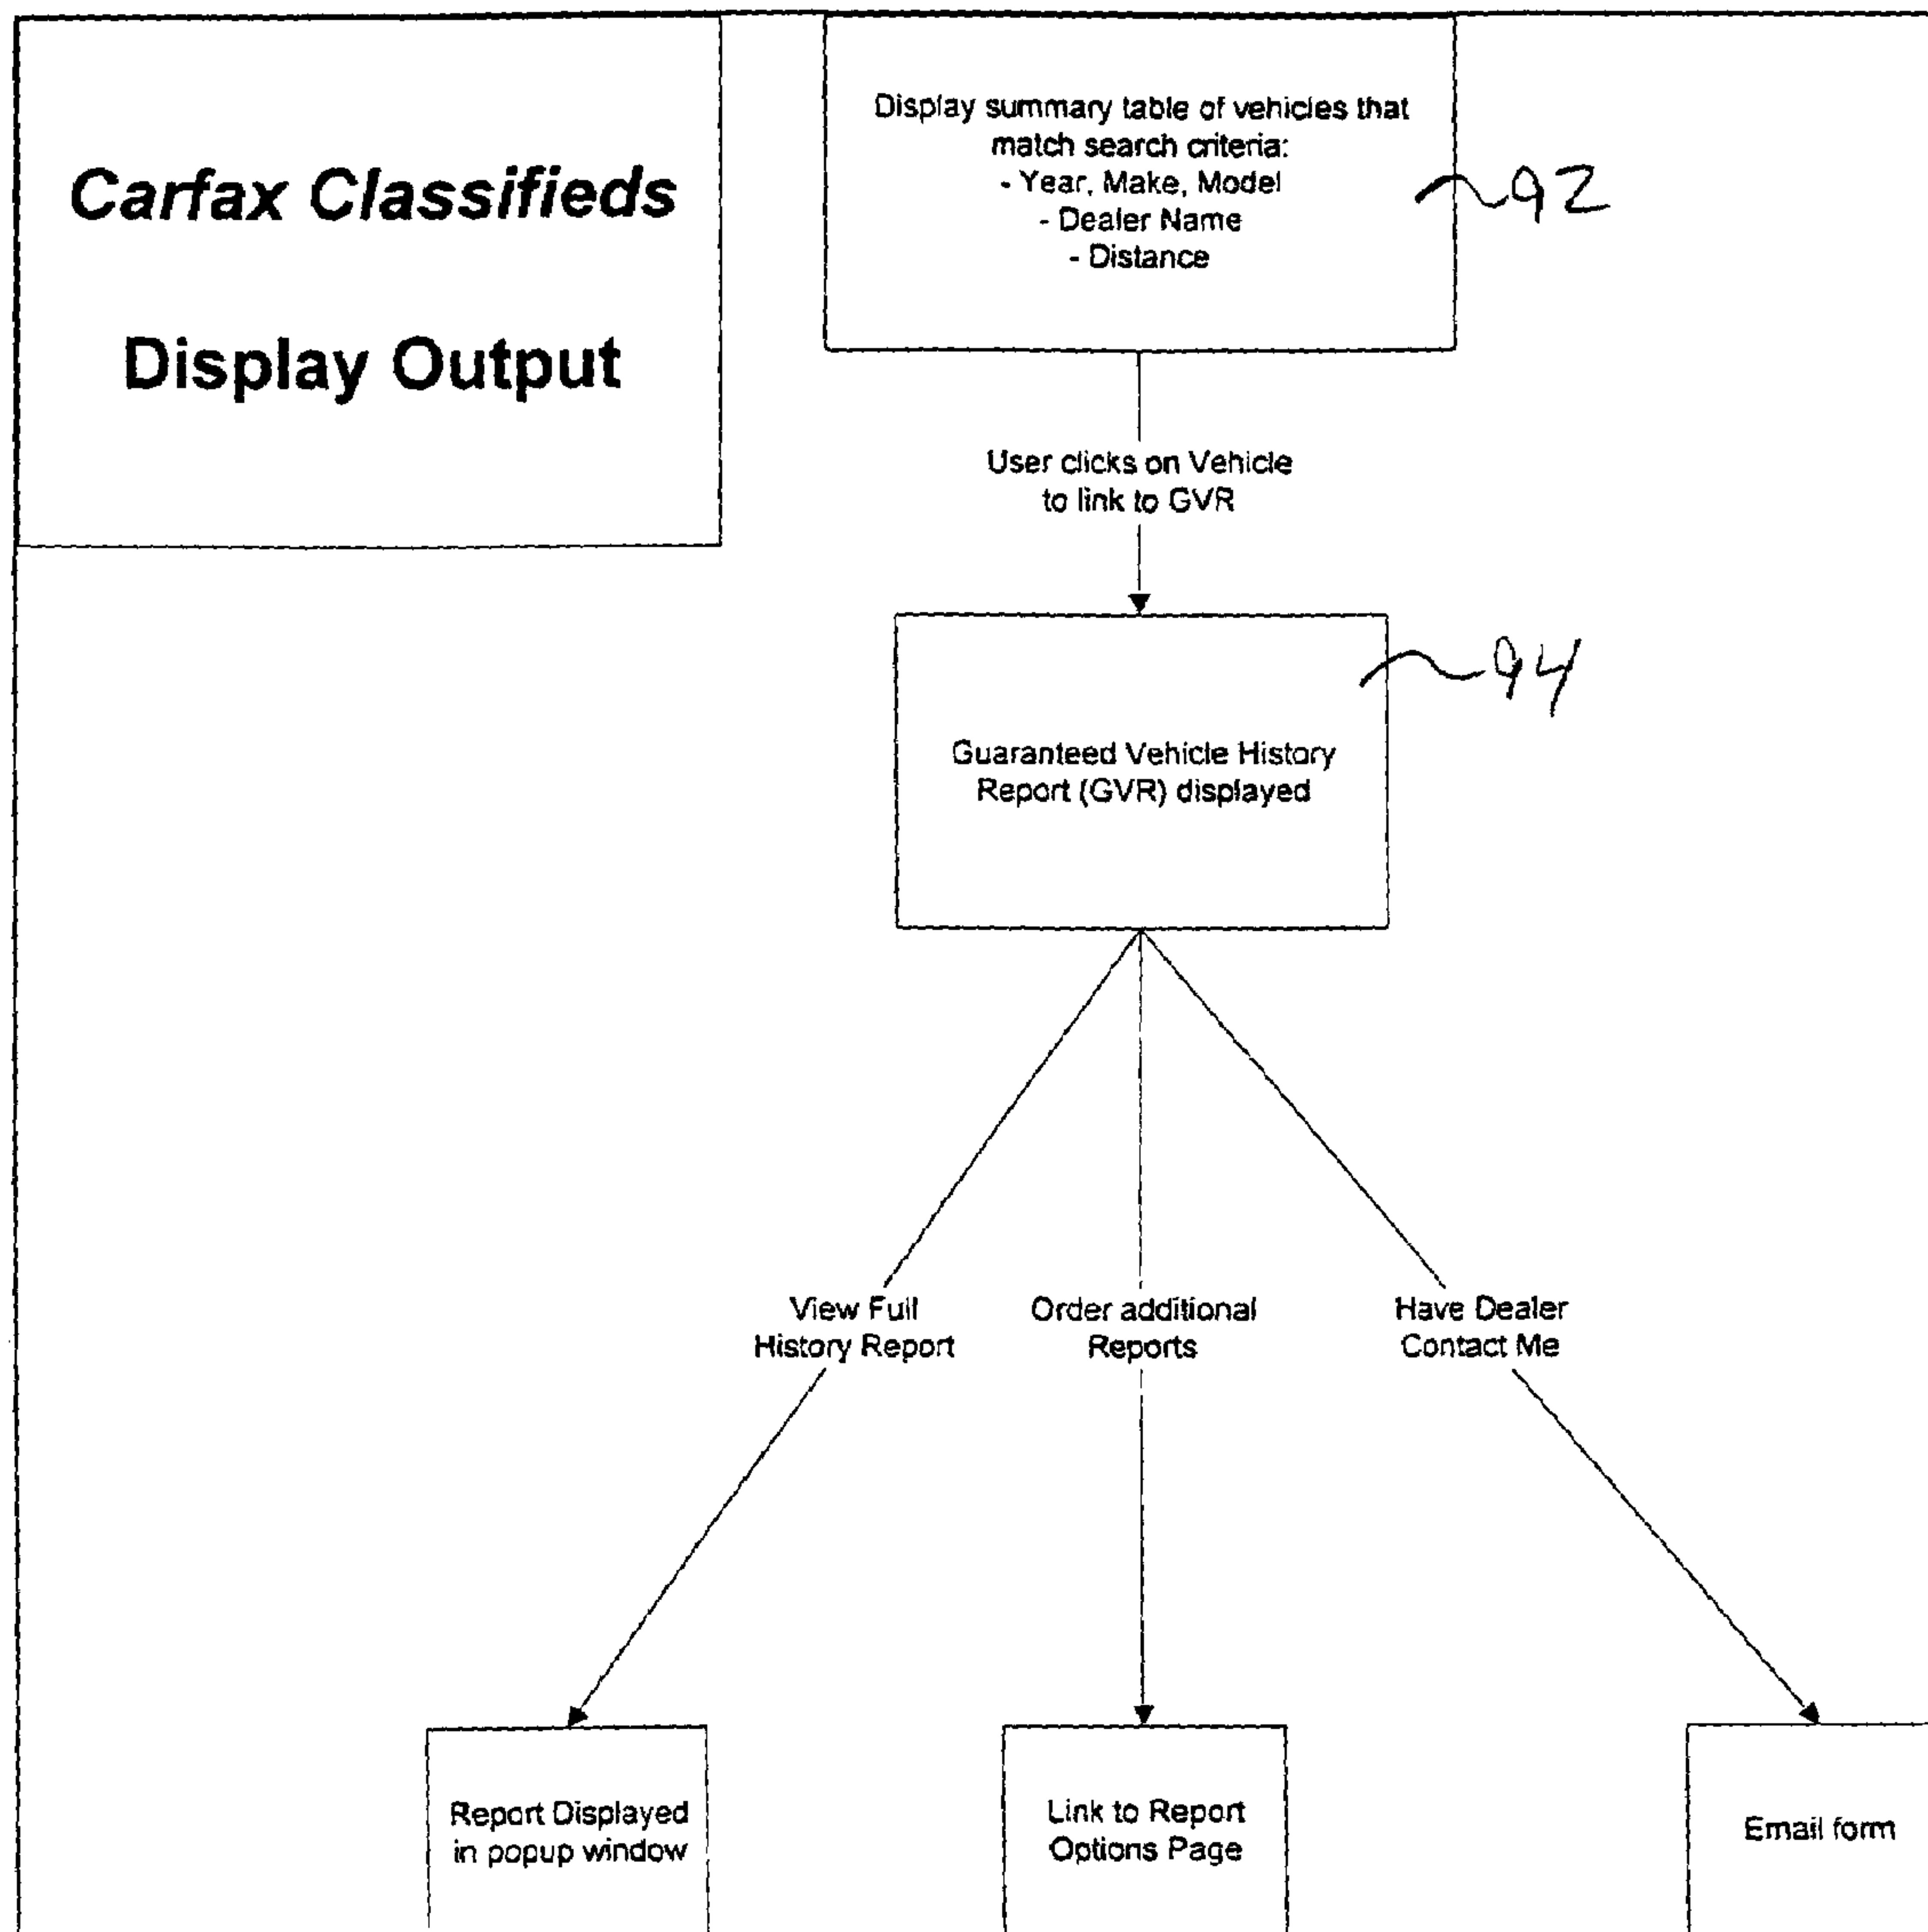 Carfax Classifieds
Display Output
Display summary table of vehicles that
match search criteria:
- Year, Make, Model
- Dealer Name
- Distance
92
User clicks on Vehicle
to link to GVR
94
Guaranteed Vehicle History
Report (GVR) displayed
View Full
History Report
Order additional
Reports
Have Dealer
Contact Me
Report Displayed
in popup window
Link to Report
Options Page
Email form